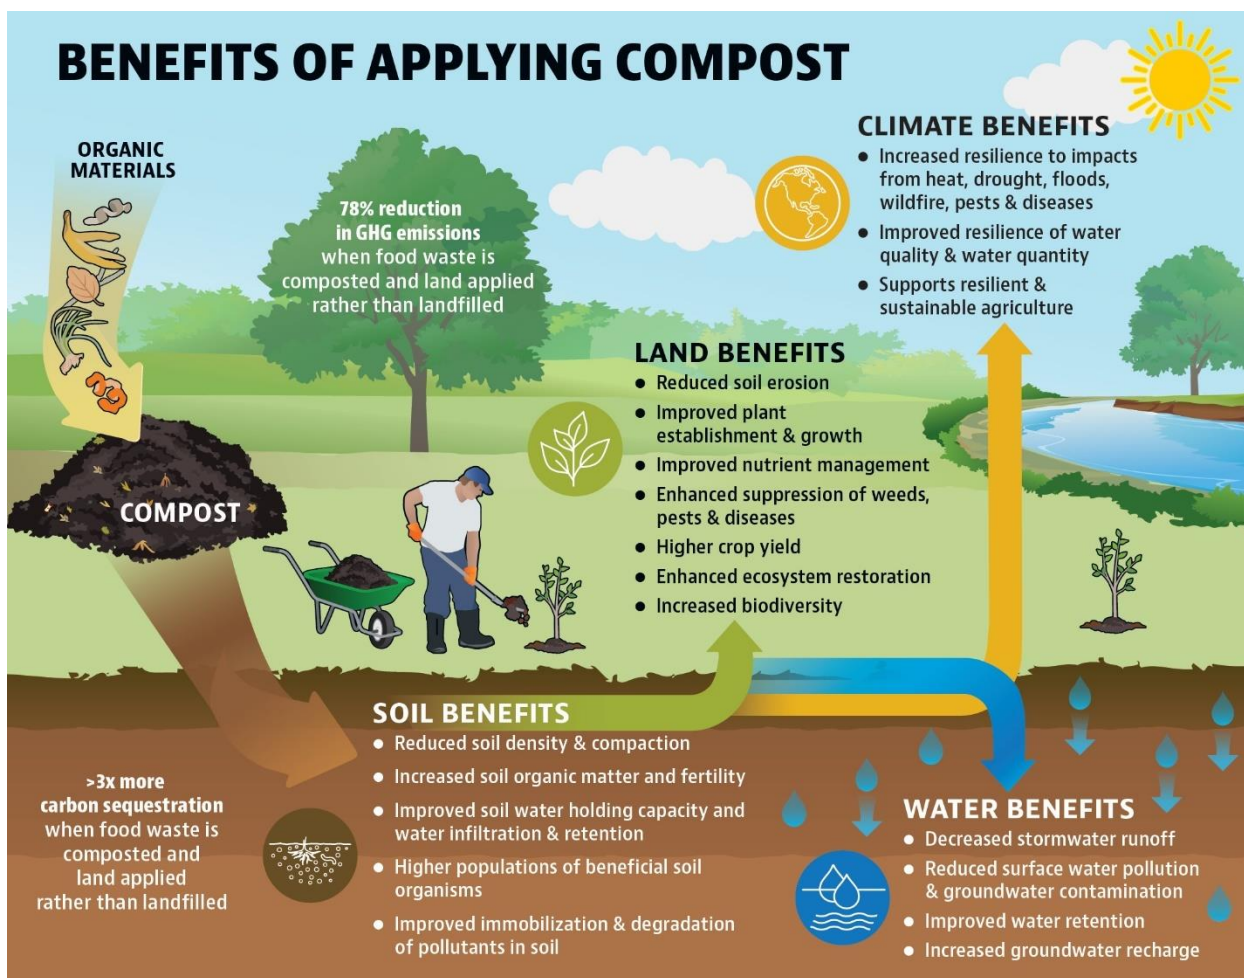 BENEFITS OF APPLYING COMPOST
ORGANIC
MATERIALS
78% reduction
in GHG emissions
when food waste is
composted and land applied
rather than landfilled
CLIMATE BENEFITS
• Increased resilience to impacts
from heat, drought, floods,
wildfire, pests & diseases
• Improved resilience of water
quality & water quantity
• Supports resilient &
sustainable agriculture
LAND BENEFITS
• Reduced soil erosion
• Improved plant
establishment & growth
• Improved nutrient management
• Enhanced suppression of weeds,
pests & diseases
• Higher crop yield
• Enhanced ecosystem restoration
• Increased biodiversity
COMPOST
SOIL BENEFITS
• Reduced soil density & compaction
• Increased soil organic matter and fertility
• Improved soil water holding capacity and
water infiltration & retention
• Higher populations of beneficial soil
organisms
• Improved immobilization & degradation
of pollutants in soil
>3x more
carbon sequestration
when food waste is
composted and
land applied
rather than landfilled
WATER BENEFITS
• Decreased stormwater runoff
• Reduced surface water pollution
& groundwater contamination
• Improved water retention
• Increased groundwater recharge